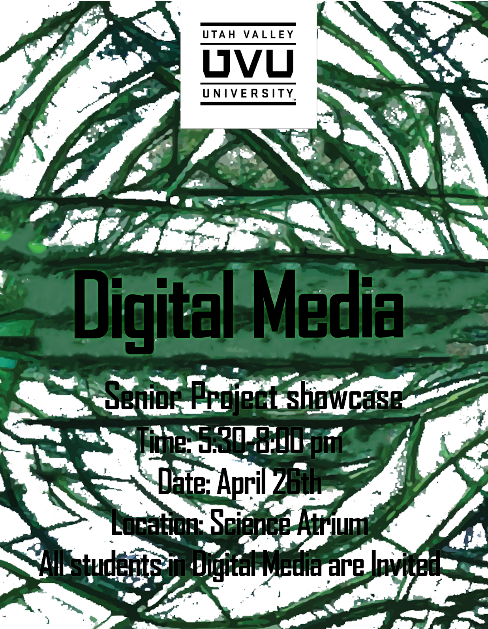 UTAH VALLEY
UVU
UNIVERSITY
Digital Media
Senior Project showcase
Time: 5:30-8:00 pm
Date: April 26th
Location: Science Atrium
All students in Digital Media are Invited